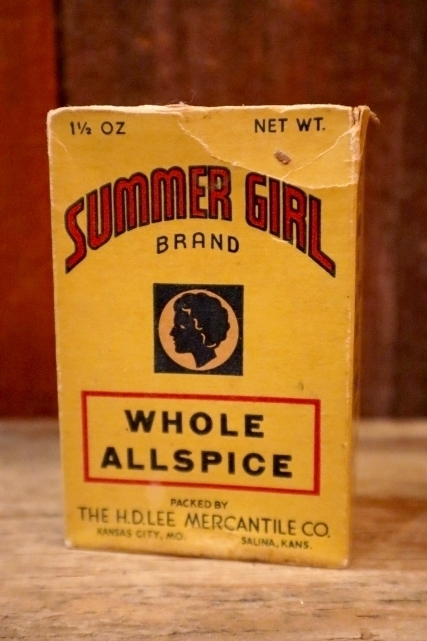 1½ OZ NET WT.
SUMMER GIRL
BRAND
WHOLE
ALLSPICE
PACKED BY
THE H.D.LEE MERCANTILE CO.
KANSAS CITY, MO. SALINA, KANS.